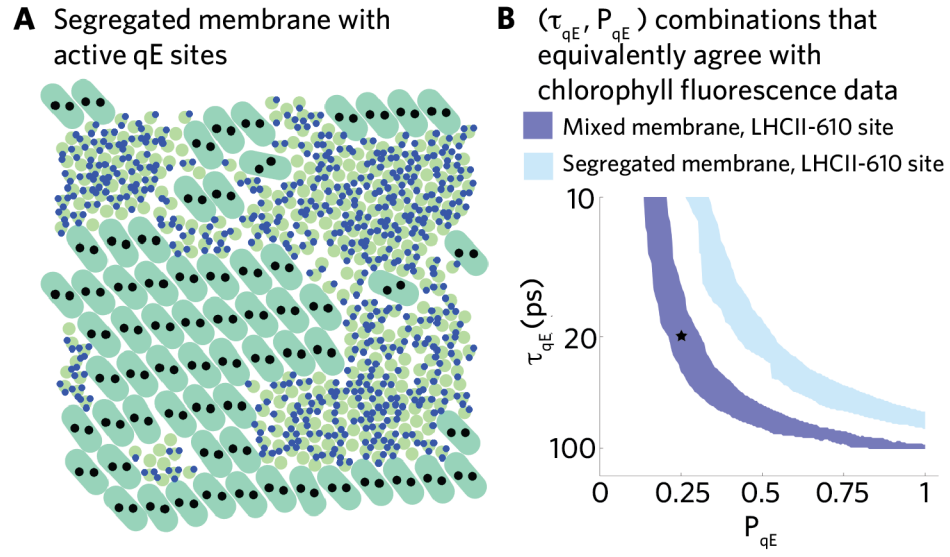 A Segregated membrane with
active qE sites
B (τqE, PqE) combinations that
equivalently agree with
chlorophyll fluorescence data
Mixed membrane, LHCII-610 site
Segregated membrane, LHCII-610 site
10
20
100
τqE (ps)
0 0.25 0.5 0.75 1
PqE